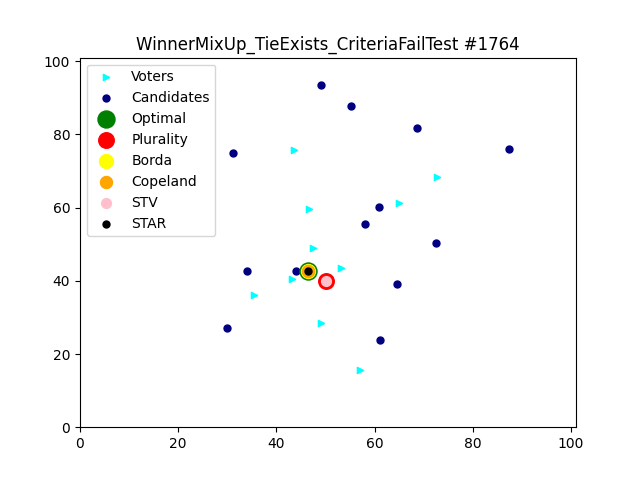 WinnerMixUp_TieExists_CriteriaFailTest #1764
Voters
Candidates
Optimal
Plurality
Borda
Copeland
STV
STAR
100
80
60
40
20
0
0 20 40 60 80 100